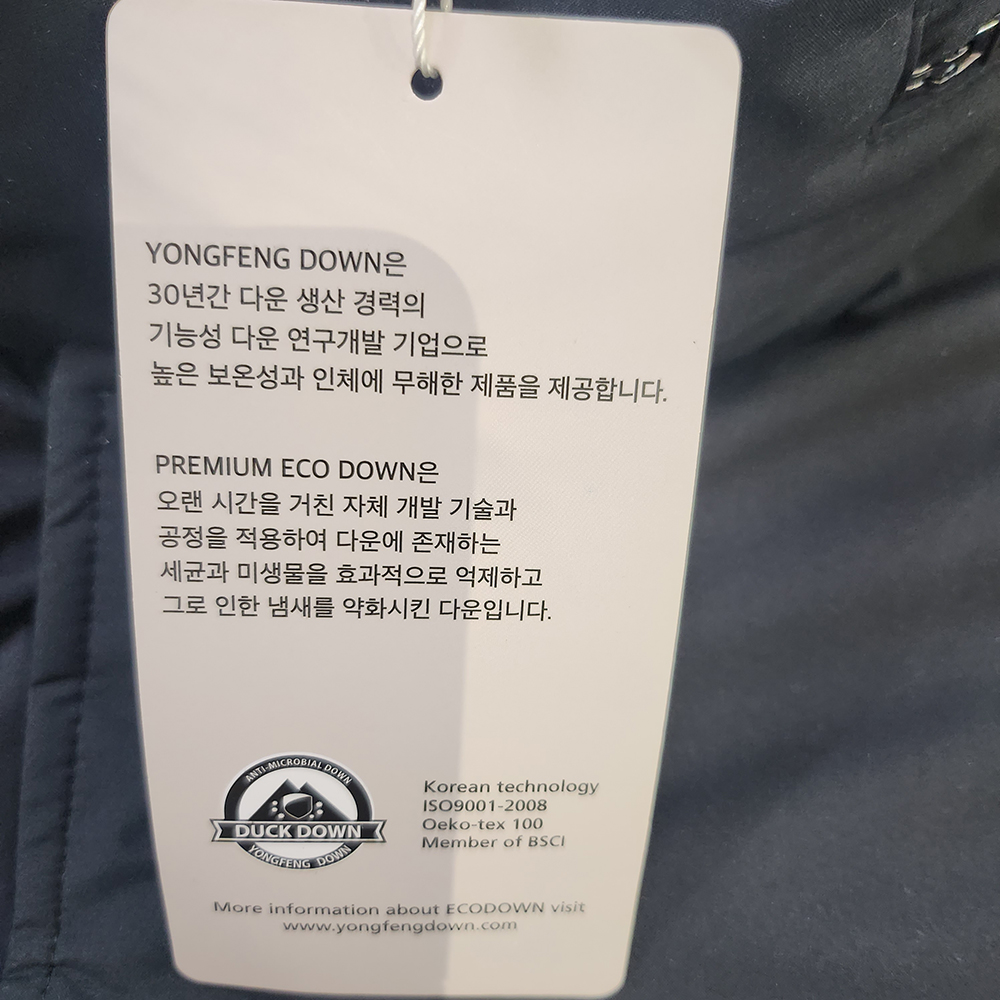 YONGFENG DOWN은
30년간 다운 생산 경력의
기능성 다운 연구개발 기업으로
높은 보온성과 인체에 무해한 제품을 제공합니다.
PREMIUM ECO DOWN은
오랜 시간을 거친 자체 개발 기술과
공정을 적용하여 다운에 존재하는
세균과 미생물을 효과적으로 억제하고
그로 인한 냄새를 약화시킨 다운입니다.
ANTI-MICROBIAL DOWN
DUCK DOWN
YONGFENG DOWN
Korean technology
ISO9001-2008
Oeko-tex 100
Member of BSCI
More information about ECODOWN visit
www.yongfengdown.com